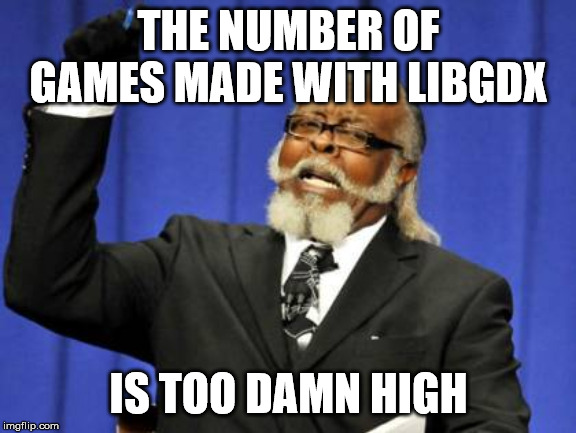 THE NUMBER OF
GAMES MADE WITH LIBGDX
IS TOO DAMN HIGH
imgflip.com